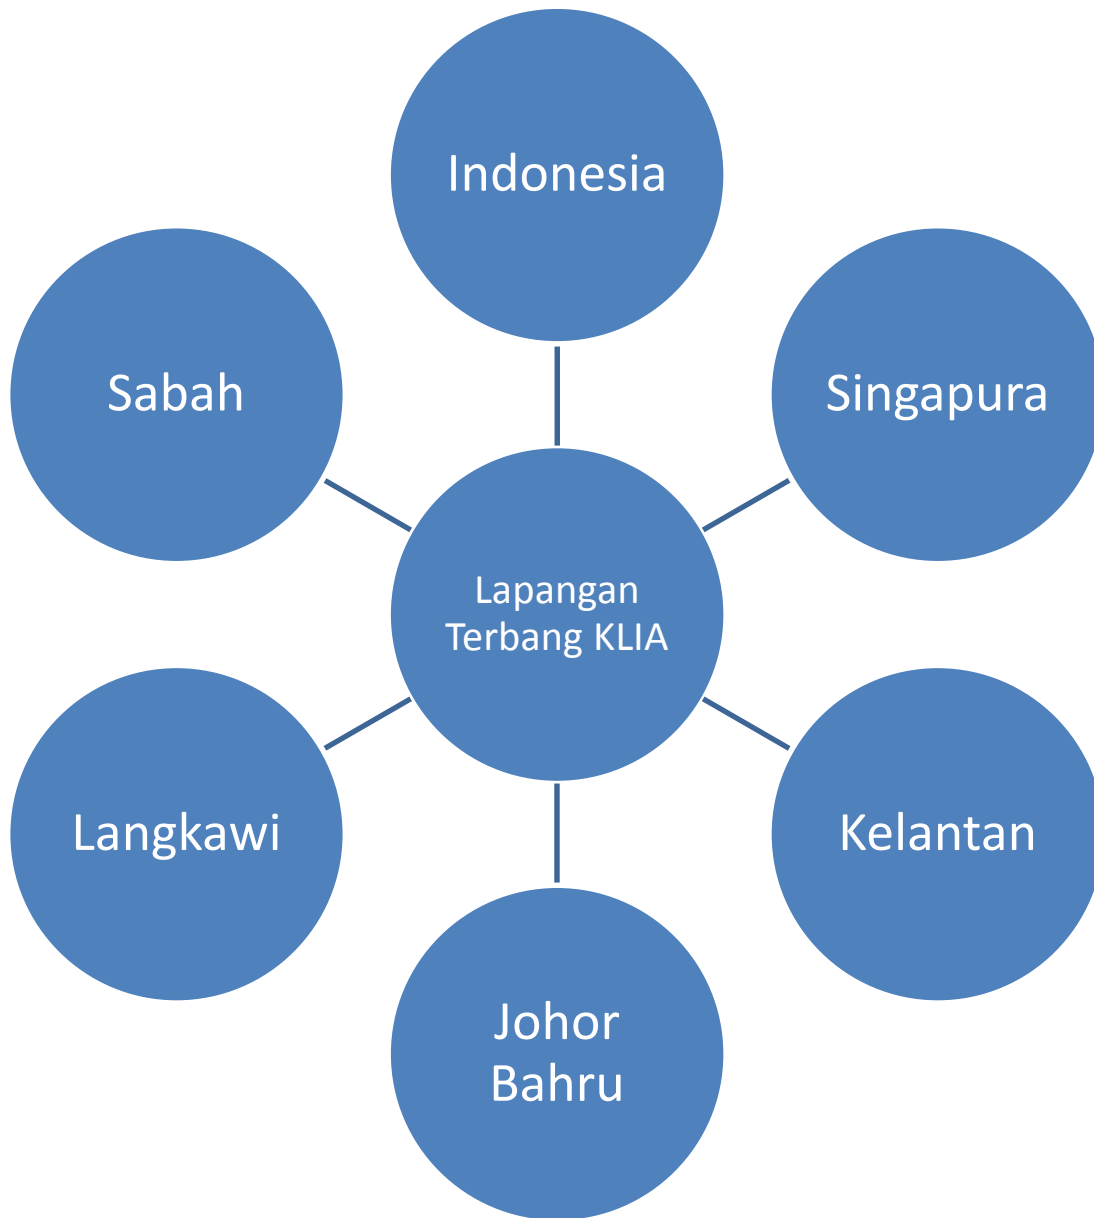 Indonesia
Sabah
Singapura
Lapangan
Terbang KLIA
Langkawi
Kelantan
Johor
Bahru